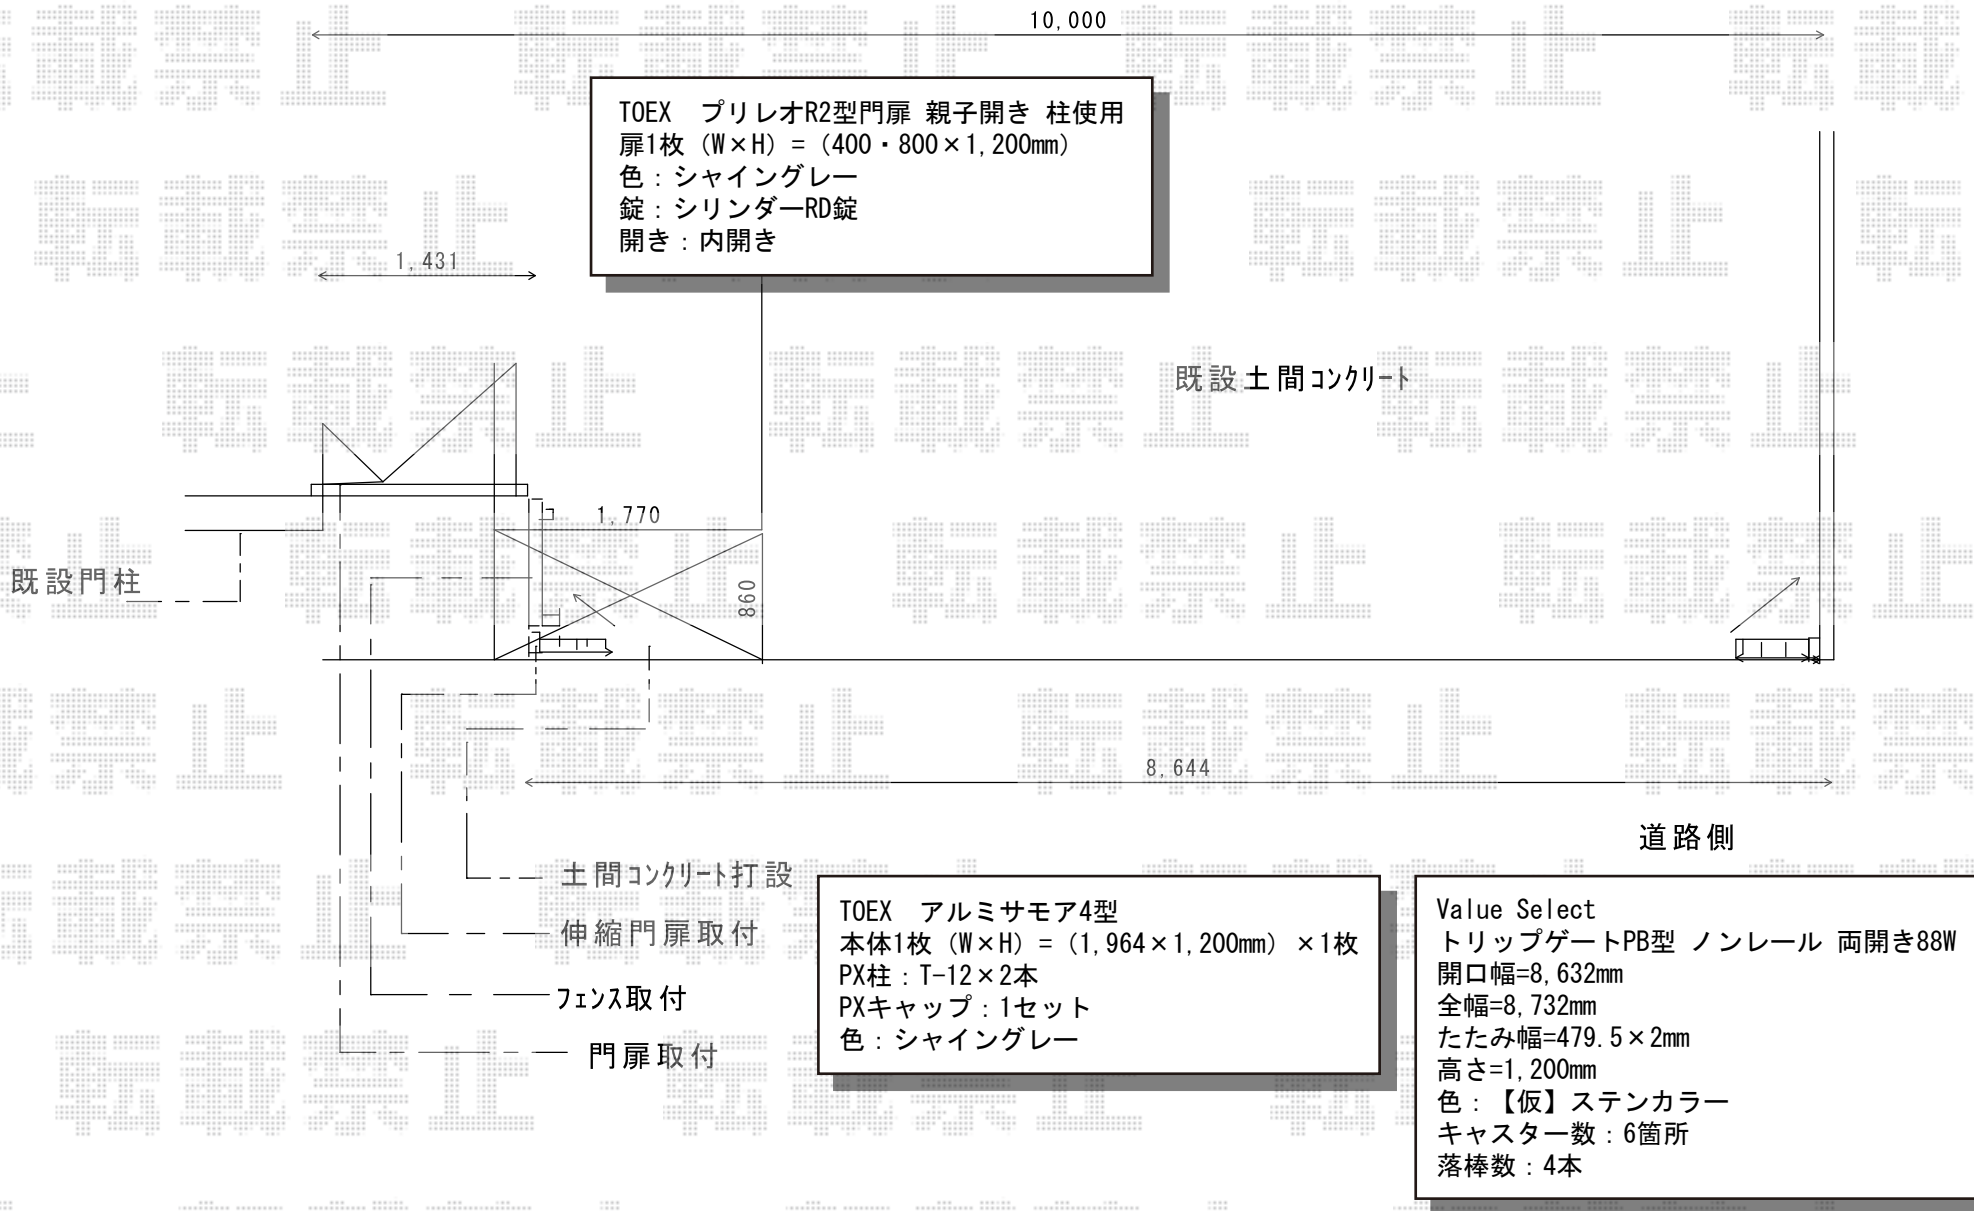 10,000
TOEX プリレオR2型門扉 親子開き 柱使用
扉1枚（W×H）=（400・800×1,200mm）
色：シャイングレー
錠：シリンダーRD錠
開き：内開き
1,431
既設土間コンクリート
1,770
860
既設門柱
8,644
道路側
土間コンクリート打設
伸縮門扉取付
フェンス取付
門扉取付
TOEX アルミサモア4型
本体1枚（W×H）=（1,964×1,200mm）×1枚
PX柱：T-12×2本
PXキャップ：1セット
色：シャイングレー
Value Select
トリップゲートPB型 ノンレール 両開き88W
開口幅=8,632mm
全幅=8,732mm
たたみ幅=479.5×2mm
高さ=1,200mm
色：【仮】ステンカラー
キャスター数：6箇所
落棒数：4本
転載禁止